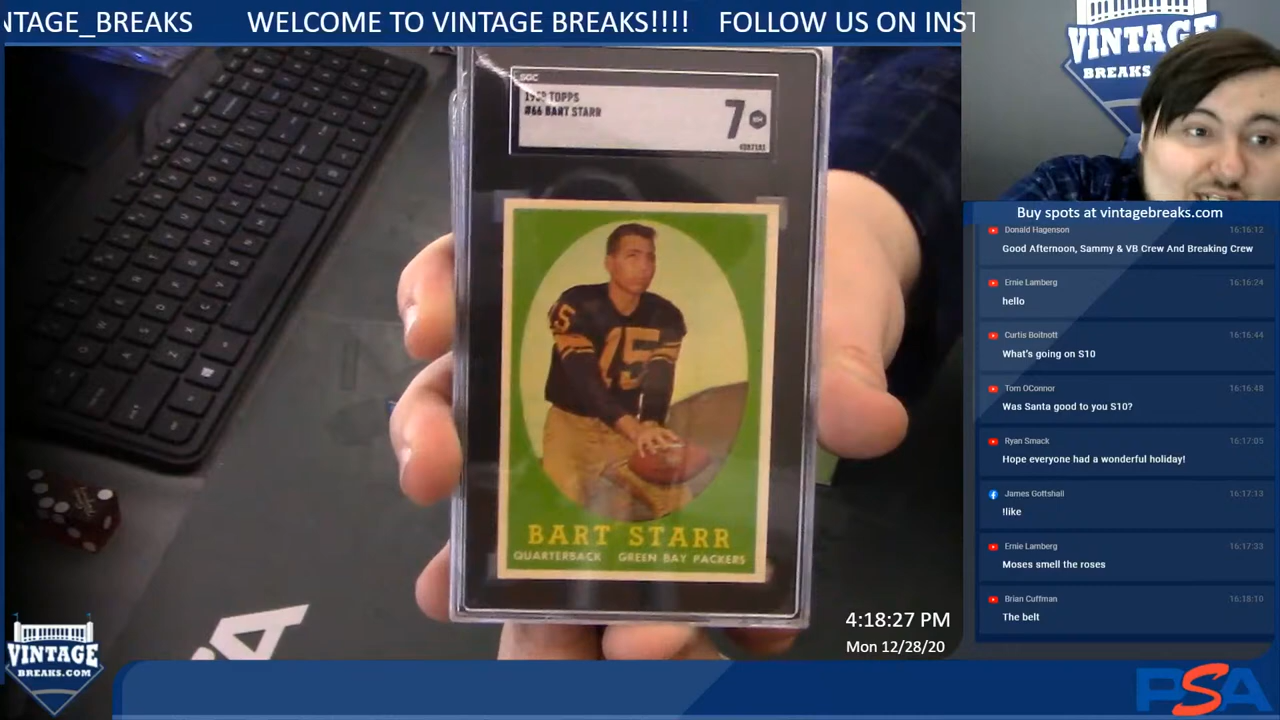 NTAGE_BREAKS WELCOME TO VINTAGE BREAKS!!!! FOLLOW US ON INST
SGC
TOPPS
#66 BART STARR
7
BART STARR
QUARTERBACK GREEN BAY PACKERS
15
15
4:18:27 PM
Mon 12/28/20
VINTAGE
BREAKS.COM
VINTAGE
BREAKS
Buy spots at vintagebreaks.com
Donald Hagenson 16:16:12
Good Afternoon, Sammy & VB Crew And Breaking Crew
Ernie Lamberg 16:16:24
hello
Curtis Boitnott 16:16:44
What's going on S10
Tom OConnor 16:16:48
Was Santa good to you S10?
Ryan Smack 16:17:05
Hope everyone had a wonderful holiday!
James Gottshall 16:17:13
!like
Ernie Lamberg 16:17:33
Moses smell the roses
Brian Cuffman 16:18:10
The belt
PSA